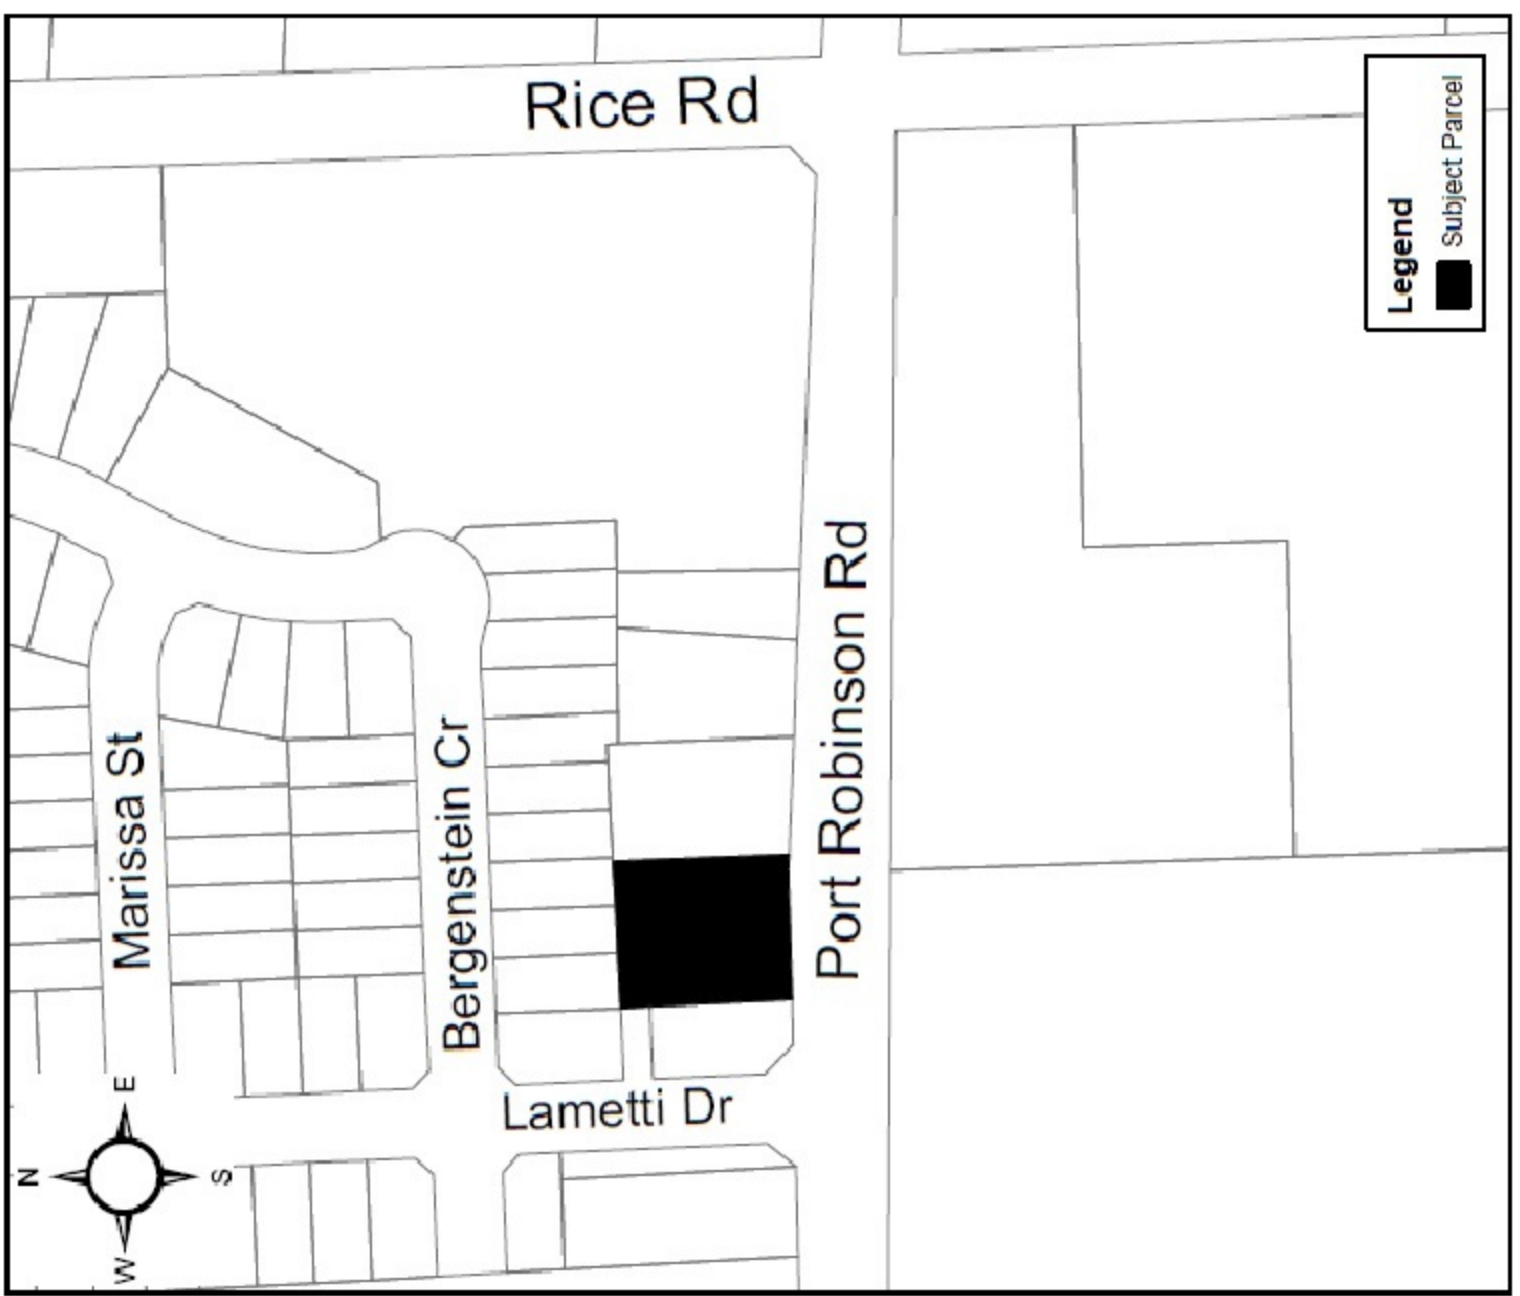 Rice Rd
Legend
Subject Parcel
Port Robinson Rd
Marissa St
Bergenstein Cr
Lametti Dr
N
E
S
W